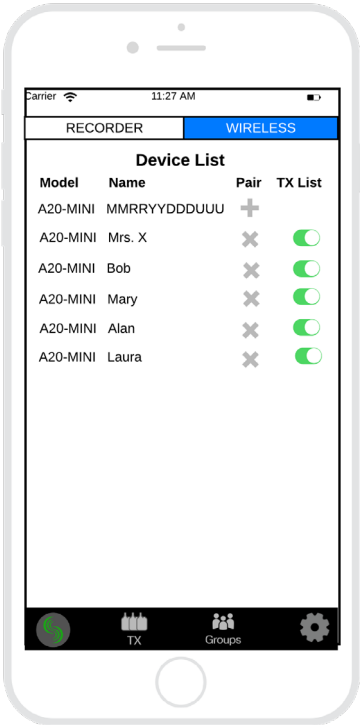 Carrier 11:27 AM
RECORDER WIRELESS
Device List
Model Name Pair TX List
A20-MINI MMRRYYDDDUUU
A20-MINI Mrs. X
A20-MINI Bob
A20-MINI Mary
A20-MINI Alan
A20-MINI Laura
TX Groups